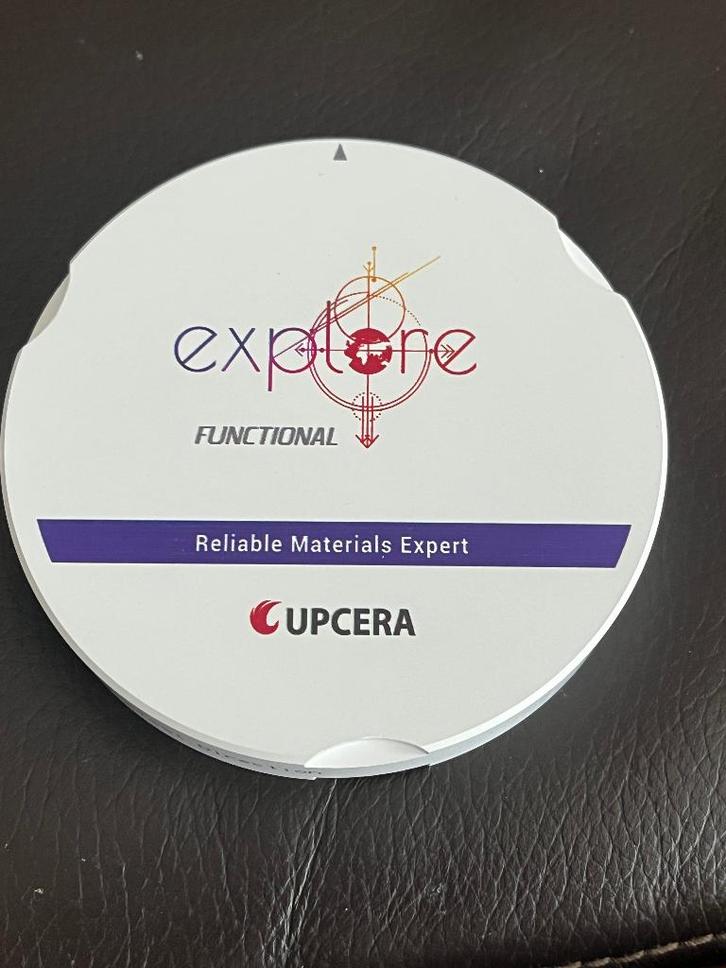 explore
FUNCTIONAL
Reliable Materials Expert
UPCERA